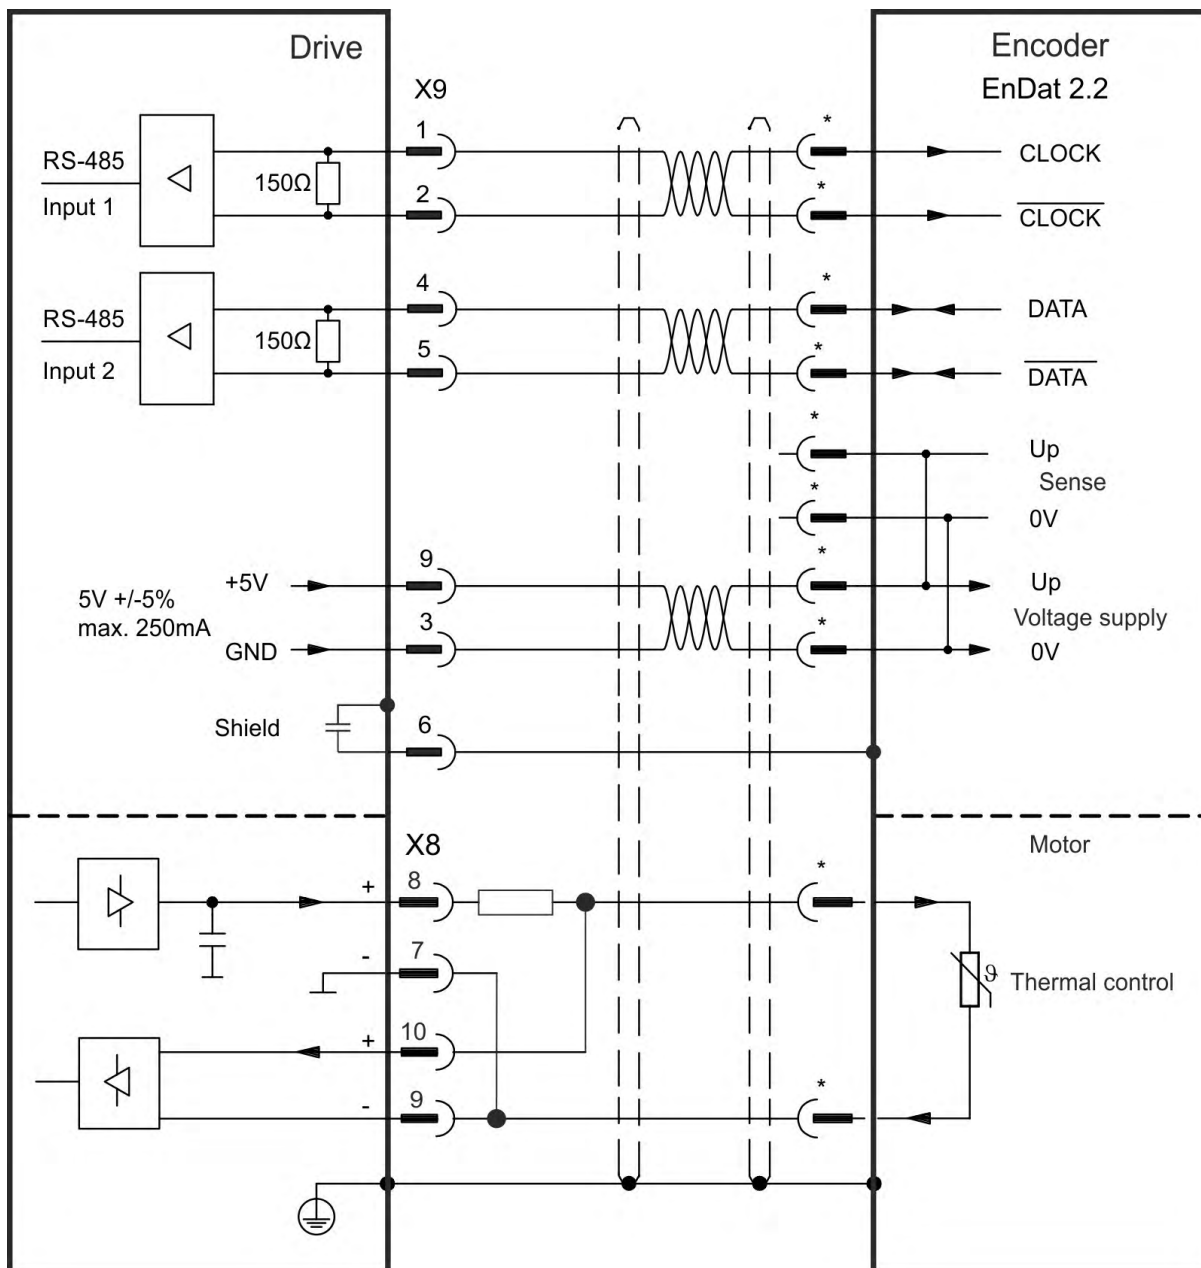 Drive
Encoder
EnDat 2.2
X9
1
*
RS-485
150Ω
CLOCK
2
*
Input 1
CLOCK
4
*
RS-485
150Ω
DATA
5
*
Input 2
DATA
*
Up
Sense
*
0V
9
*
+5V
Up
5V +/-5%
max. 250mA
3
*
Voltage supply
GND
0V
6
Shield
X8
Motor
8
*
+
7
-
ϑ
Thermal control
10
+
9
*
-